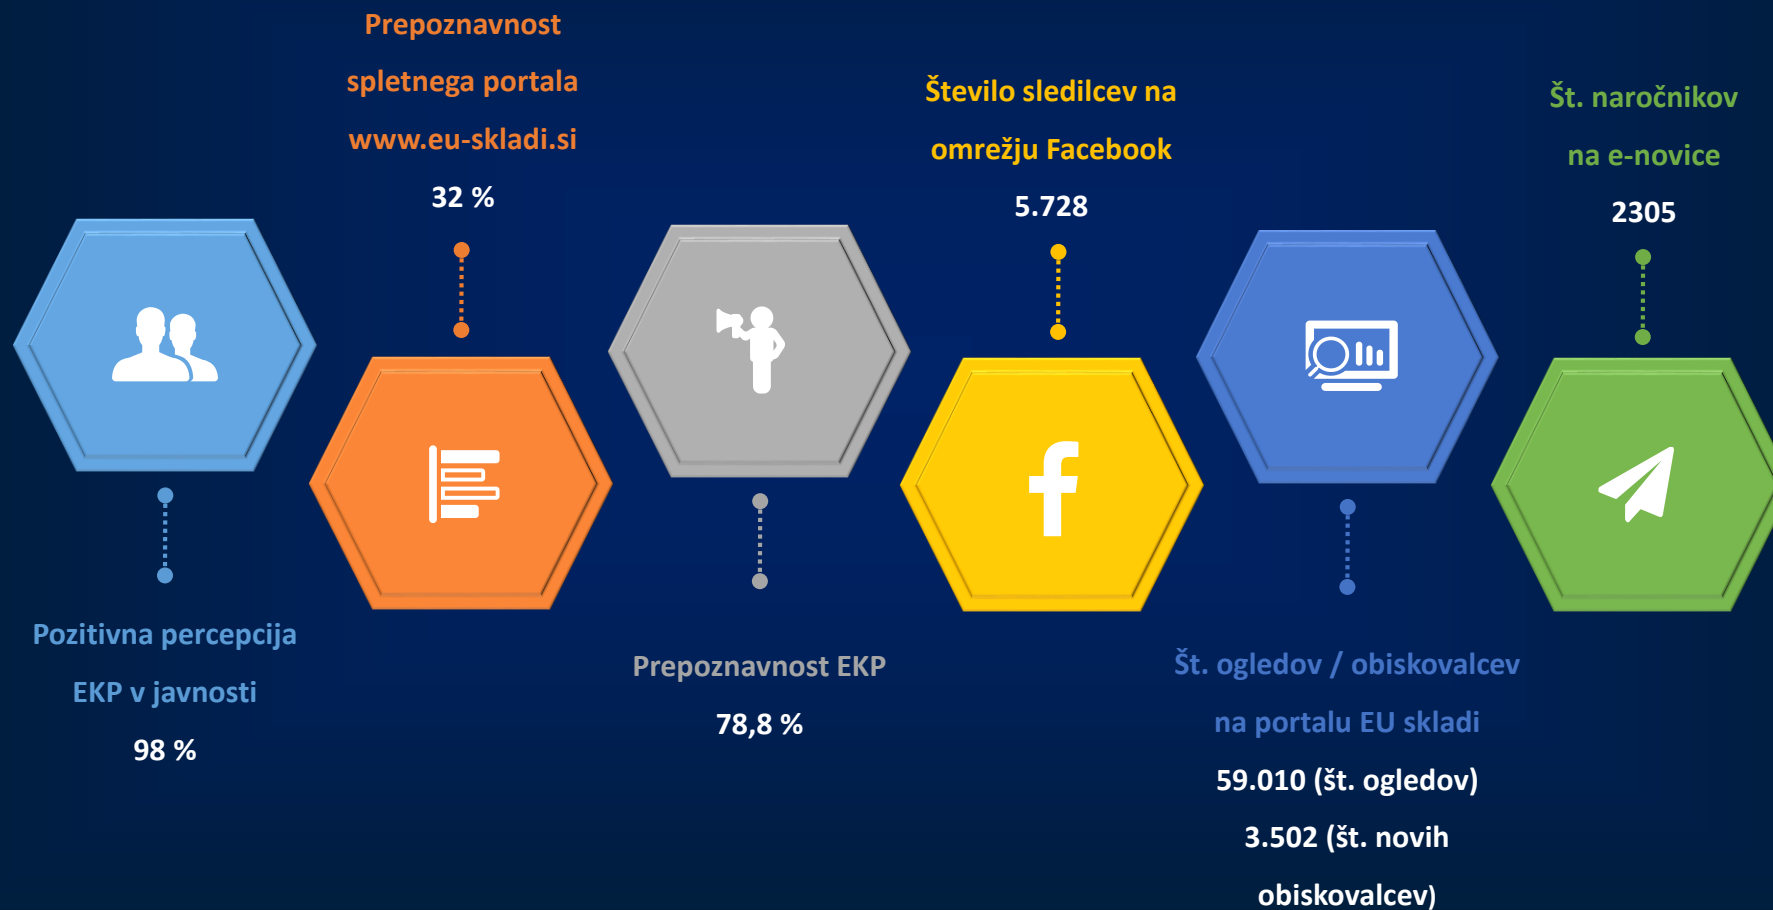 Pozitivna percepcija
EKP v javnosti
98 %
Prepoznavnost
spletnega portala
www.eu-skladi.si
32 %
Prepoznavnost EKP
78,8 %
Število sledilcev na
omrežju Facebook
5.728
Št. ogledov / obiskovalcev
na portalu EU skladi
59.010 (št. ogledov)
3.502 (št. novih
obiskovalcev)
Št. naročnikov
na e-novice
2305